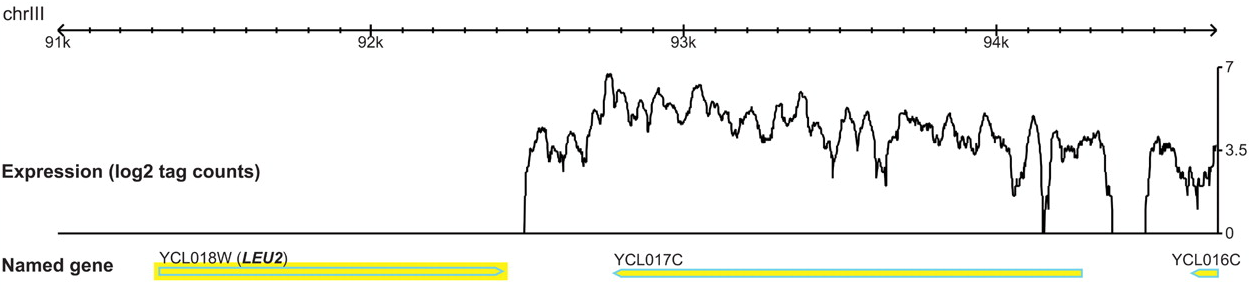 chrIII
91k 92k 93k 94k
7
Expression (log2 tag counts) 3.5
0
Named gene YCL018W (LEU2) YCL017C YCL016C